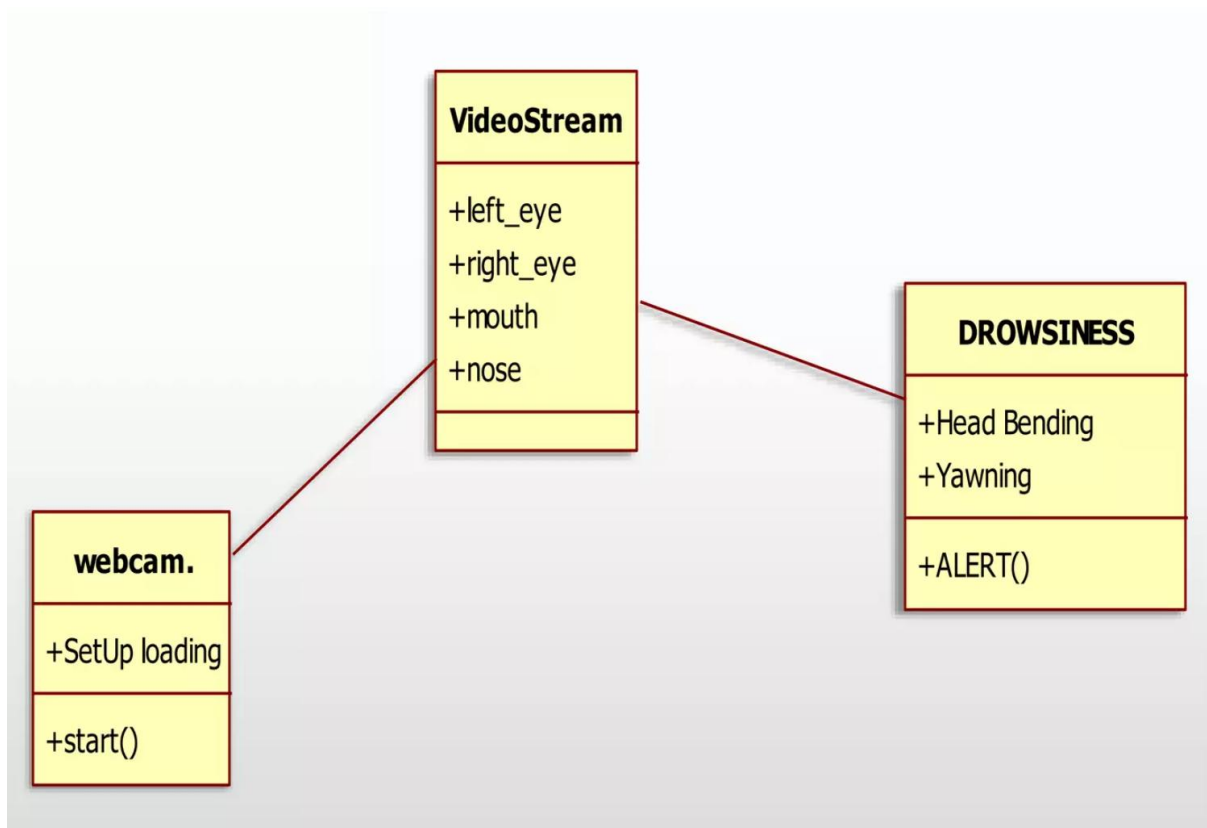 VideoStream
+left_eye
+right_eye
+mouth
+nose
DROWSINESS
+Head Bending
+Yawning
+ALERT()
webcam.
+SetUp loading
+start()